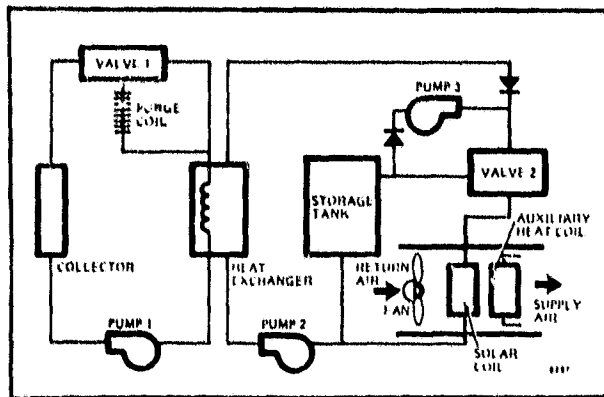 VALVE 1
PURGE
COIL
PUMP 3
STORAGE
TANK
VALVE 2
AUXILIARY
HEAT COIL
COLLECTOR
HEAT
EXCHANGER
RETURN
AIR
FAN
SUPPLY
AIR
PUMP 1
PUMP 2
SOLAR
COIL